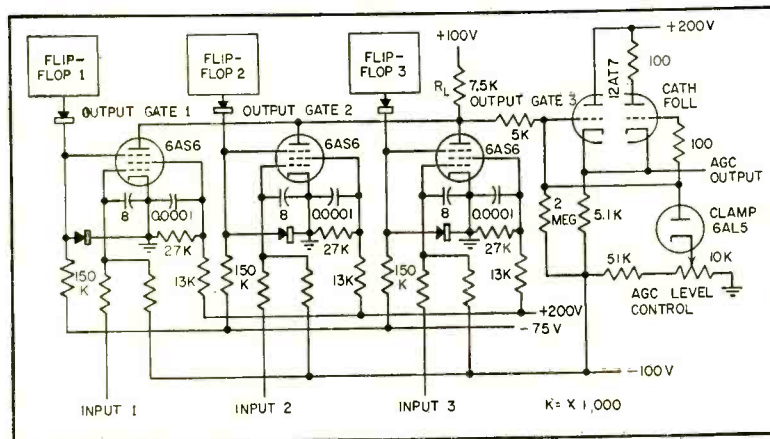 FLIP-
FLOP 1
FLIP-
FLOP 2
FLIP-
FLOP 3
+100V
+200V
100
12AT7
CATH
FOLL
R_L
7.5K
OUTPUT GATE 1
OUTPUT GATE 2
OUTPUT GATE 3
5K
6AS6
6AS6
6AS6
100
AGC
OUTPUT
8
0.0001
8
0.0001
8
0.0001
2
MEG
5.1K
CLAMP
6AL5
27K
27K
27K
150
K
13K
150
K
13K
150
K
13K
51K
10K
AGC LEVEL
CONTROL
+200V
-75V
-100V
INPUT 1
INPUT 2
INPUT 3
K= X 1,000